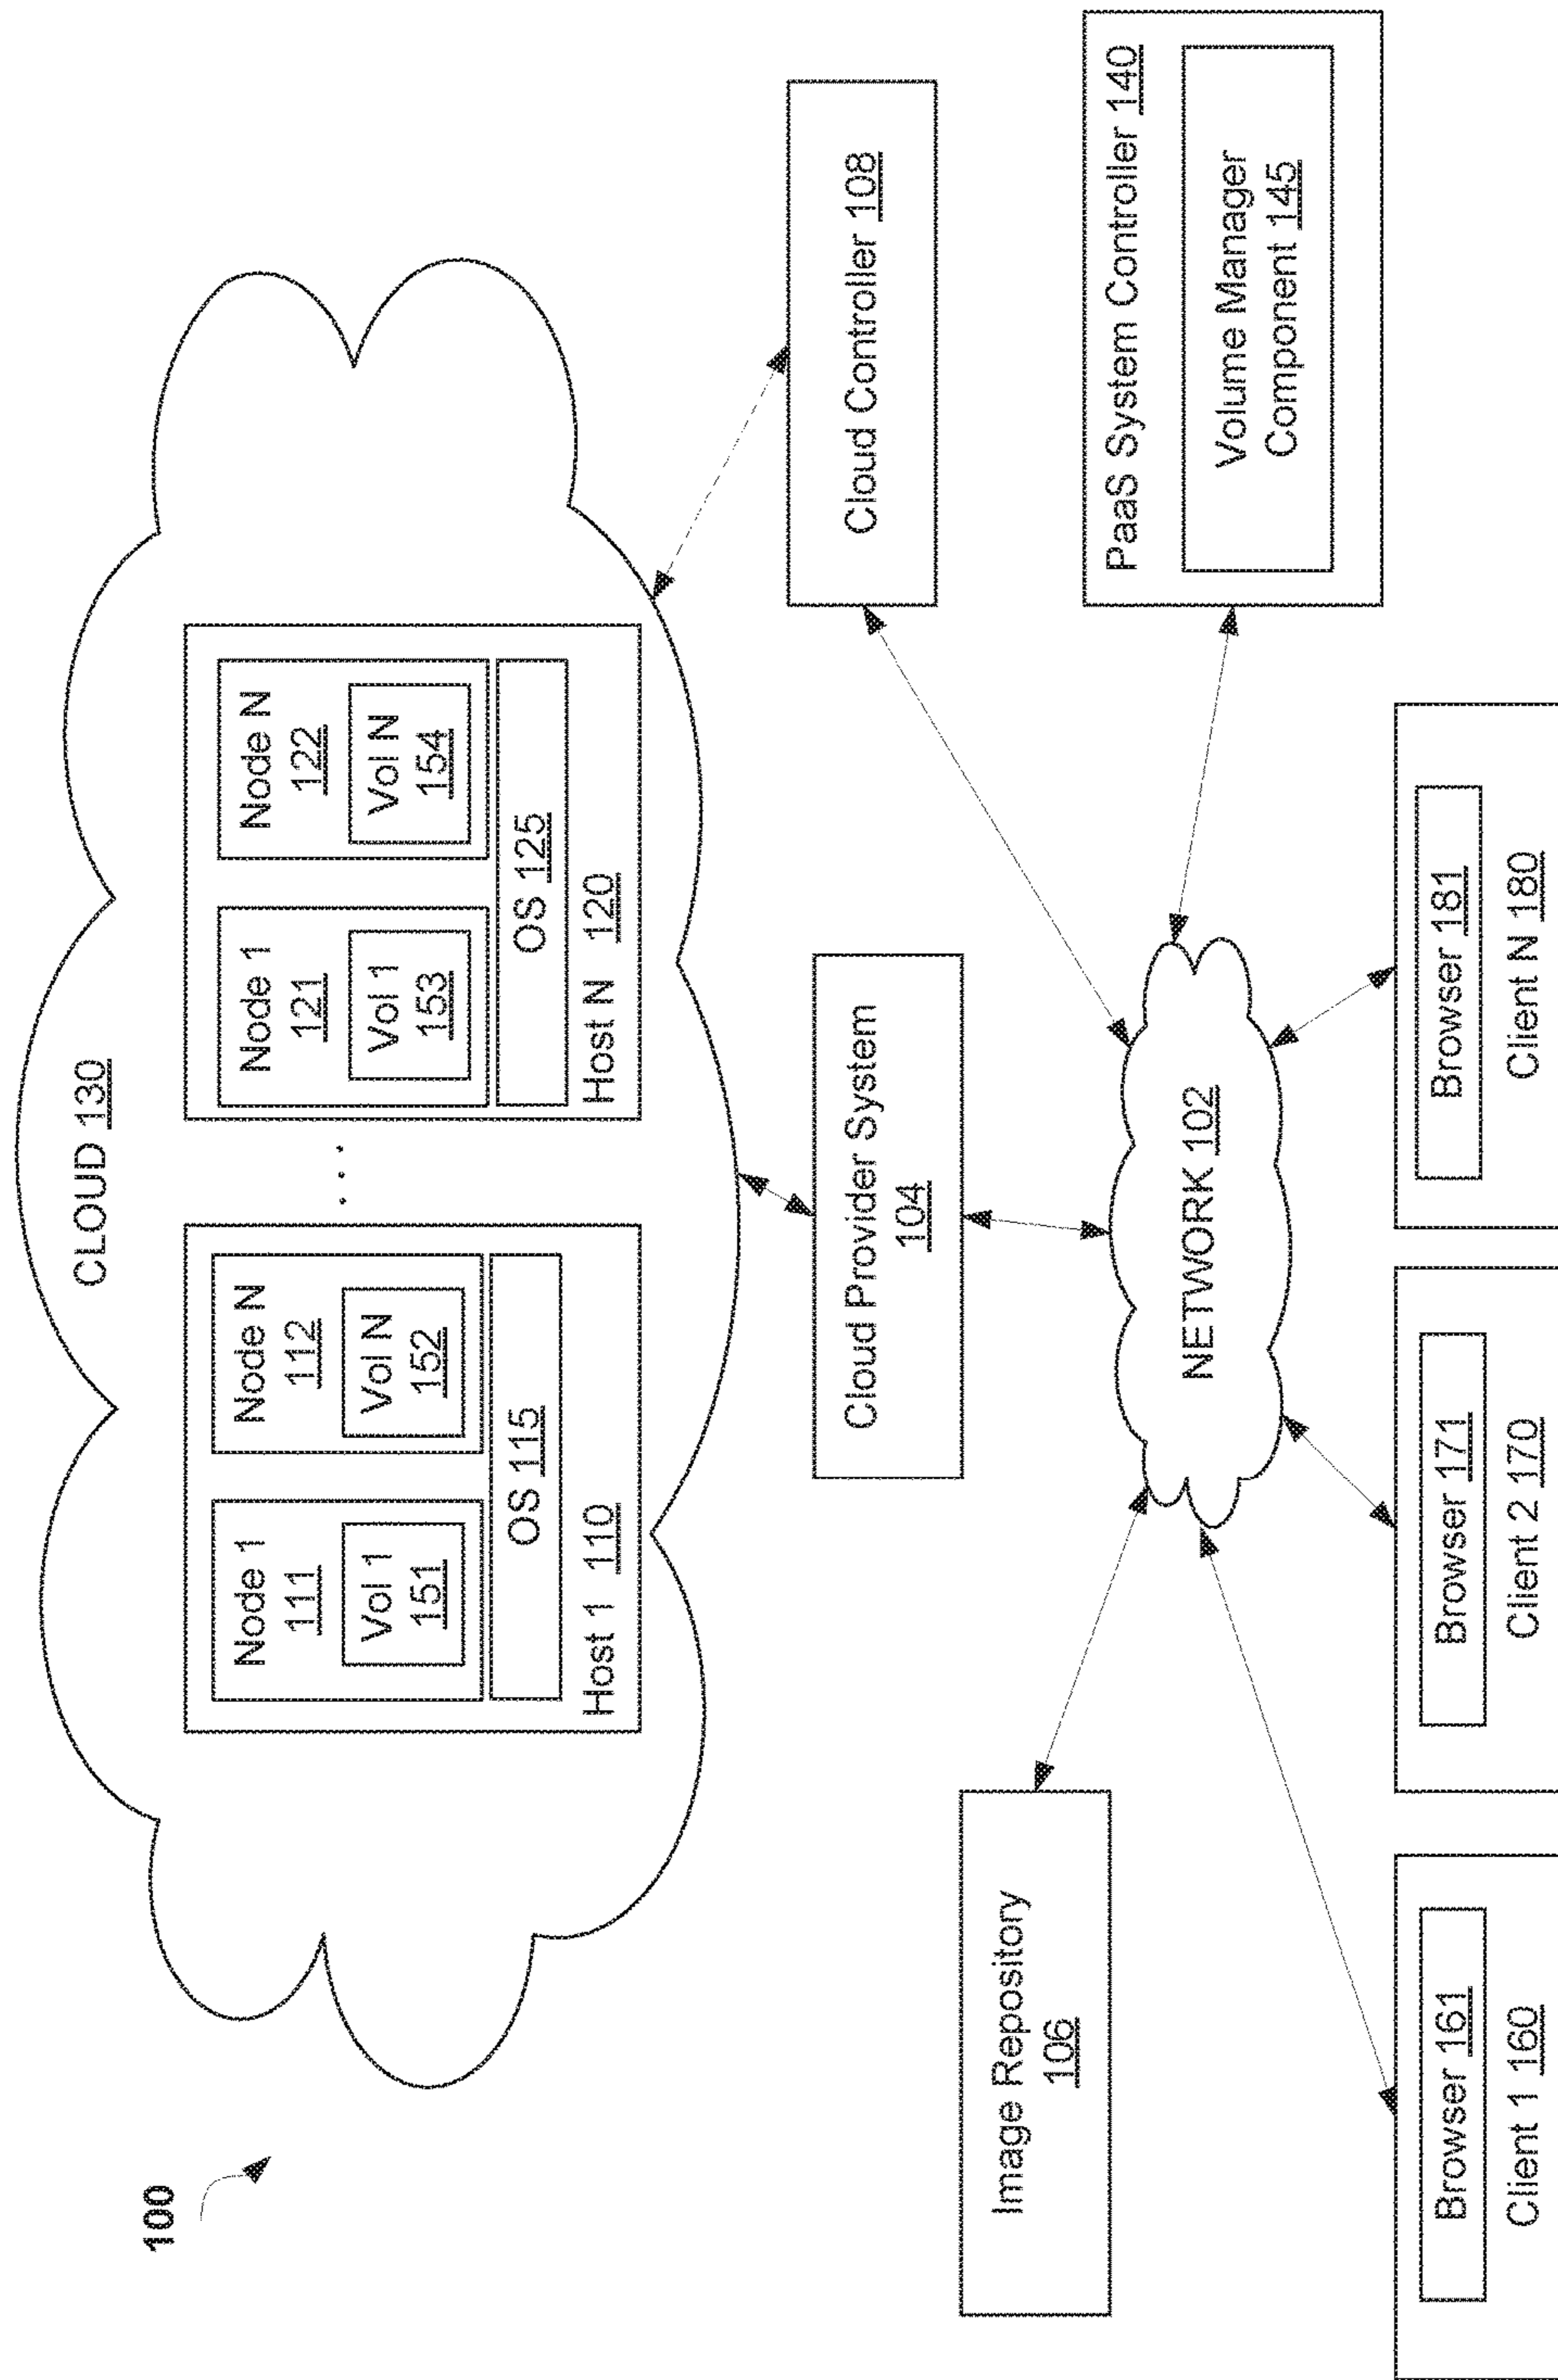 100
CLOUD 130
Node 1
111
Vol 1
151
Node N
112
Vol N
152
OS 115
Host 1 110
. . .
Node 1
121
Vol 1
153
Node N
122
Vol N
154
OS 125
Host N 120
Cloud Provider System
104
Cloud Controller 108
Image Repository
106
NETWORK 102
PaaS System Controller 140
Volume Manager
Component 145
Browser 161
Client 1 160
Browser 171
Client 2 170
Browser 181
Client N 180